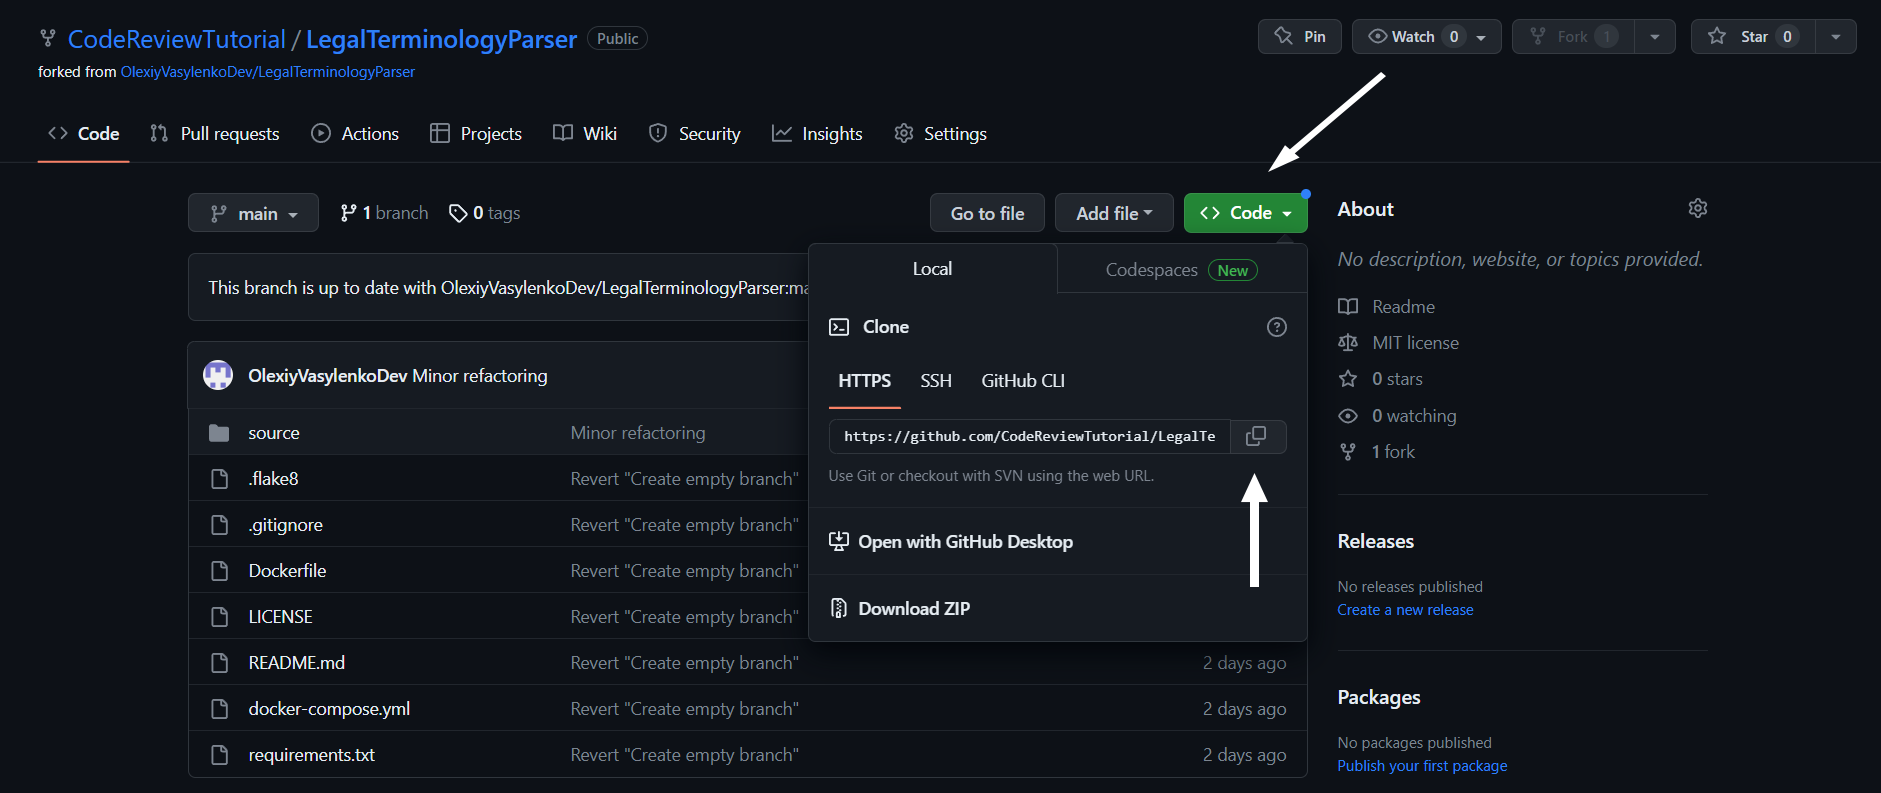 CodeReviewTutorial / LegalTerminologyParser Public
Pin
Watch 0
Fork 1
Star 0
forked from OlexiyVasylenkoDev/LegalTerminologyParser
Code
Pull requests
Actions
Projects
Wiki
Security
Insights
Settings
main
1 branch
0 tags
Go to file
Add file
Code
This branch is up to date with OlexiyVasylenkoDev/LegalTerminologyParser:ma
OlexiyVasylenkoDev Minor refactoring
source Minor refactoring
.flake8 Revert "Create empty branch"
.gitignore Revert "Create empty branch"
Dockerfile Revert "Create empty branch"
LICENSE Revert "Create empty branch"
README.md Revert "Create empty branch" 2 days ago
docker-compose.yml Revert "Create empty branch" 2 days ago
requirements.txt Revert "Create empty branch" 2 days ago
Local
Codespaces New
Clone
HTTPS
SSH
GitHub CLI
https://github.com/CodeReviewTutorial/LegalTe
Use Git or checkout with SVN using the web URL.
Open with GitHub Desktop
Download ZIP
About
No description, website, or topics provided.
Readme
MIT license
0 stars
0 watching
1 fork
Releases
No releases published
Create a new release
Packages
No packages published
Publish your first package